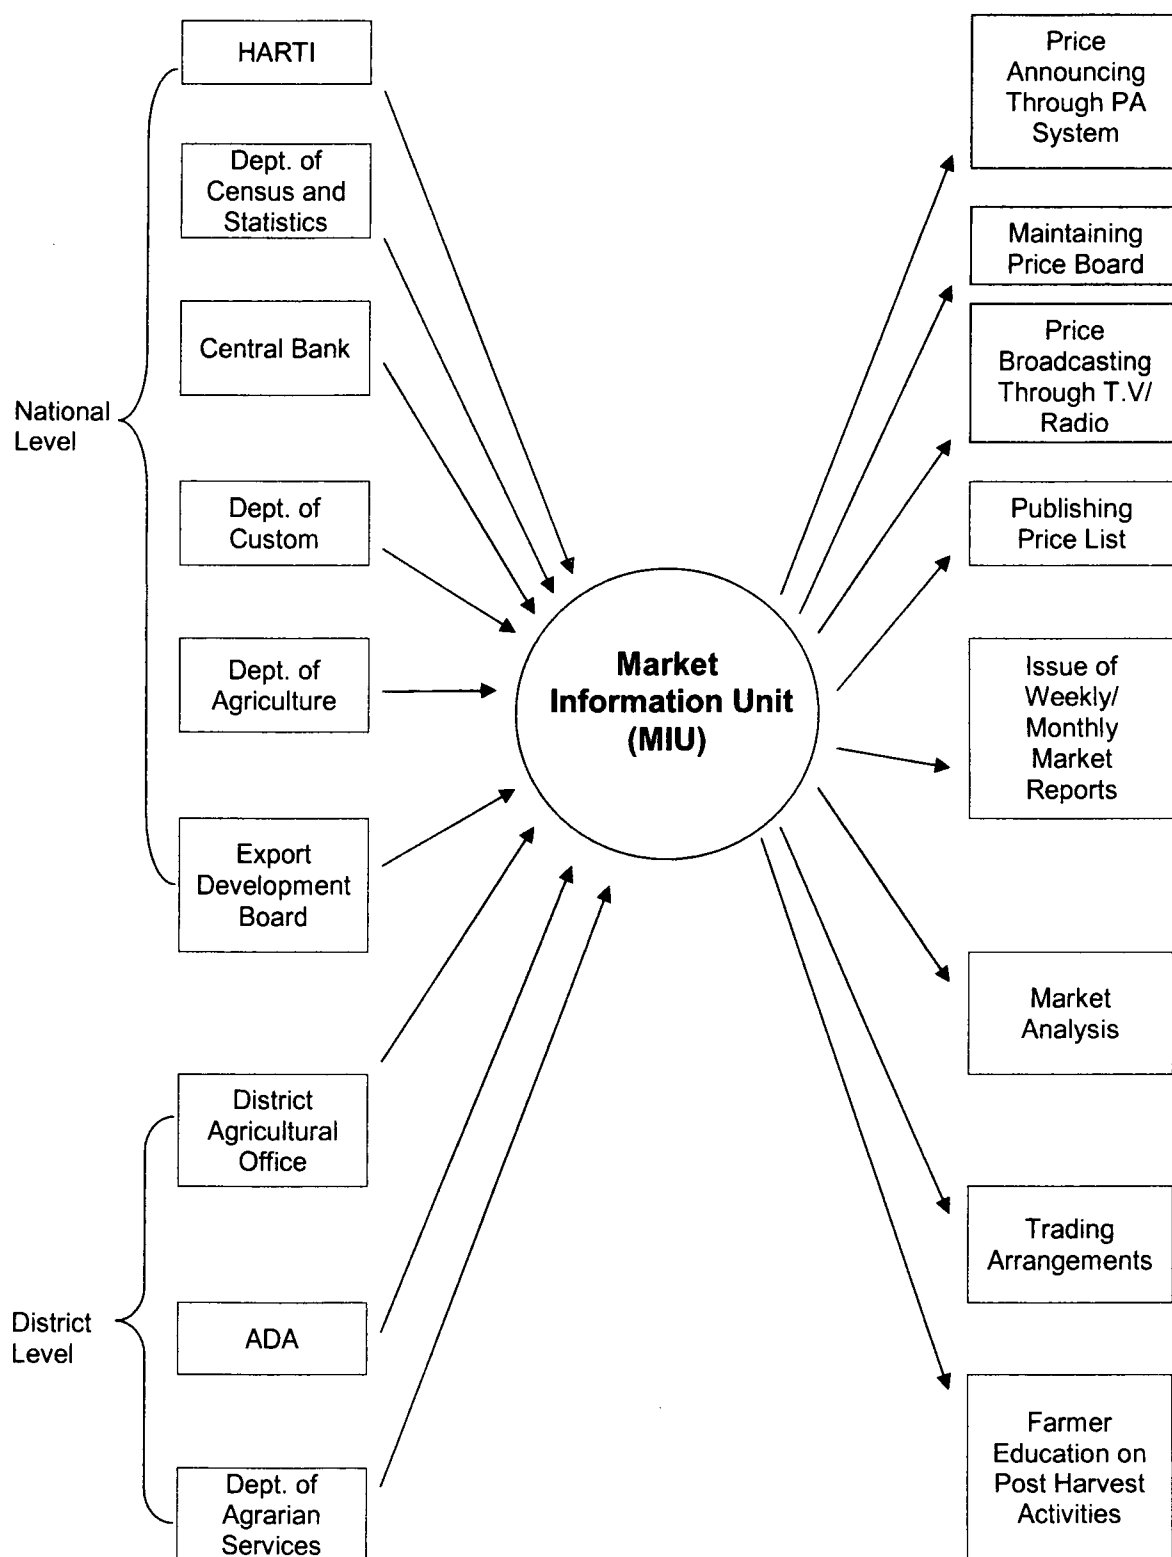 HARTI
Dept. of
Census and
Statistics
Central Bank
National
Level
Dept. of
Custom
Dept. of
Agriculture
Export
Development
Board
District
Agricultural
Office
District
Level
ADA
Dept. of
Agrarian
Services
Market
Information Unit
(MIU)
Price
Announcing
Through PA
System
Maintaining
Price Board
Price
Broadcasting
Through T.V/
Radio
Publishing
Price List
Issue of
Weekly/
Monthly
Market
Reports
Market
Analysis
Trading
Arrangements
Farmer
Education on
Post Harvest
Activities